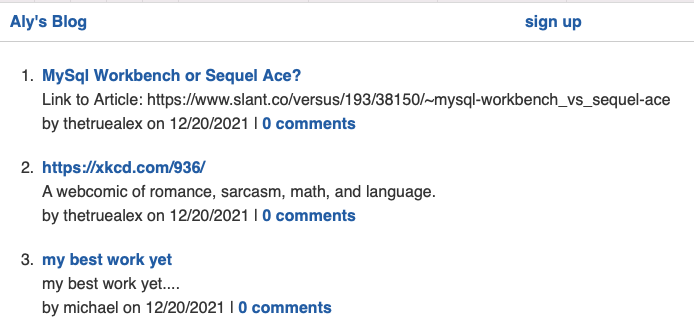 Aly's Blog sign up
1. MySql Workbench or Sequel Ace?
Link to Article: https://www.slant.co/versus/193/38150/~mysql-workbench_vs_sequel-ace
by thetruealex on 12/20/2021 | 0 comments
2. https://xkcd.com/936/
A webcomic of romance, sarcasm, math, and language.
by thetruealex on 12/20/2021 | 0 comments
3. my best work yet
my best work yet....
by michael on 12/20/2021 | 0 comments